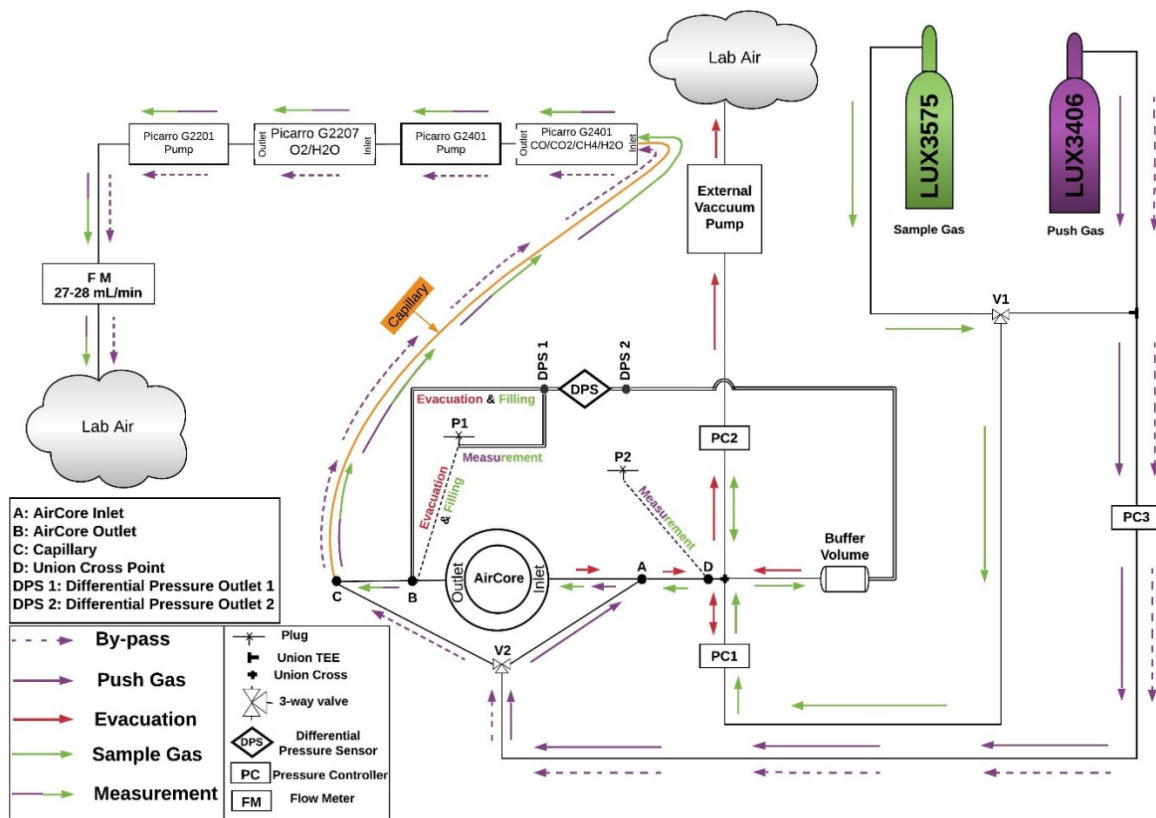 Lab Air
LUX3575
LUX3406
Sample Gas
Push Gas
Picarro G2201
Pump
Outlet
Picarro G2207
O2/H2O
Inlet
Picarro G2401
Pump
Outlet
Picarro G2401
CO/CO2/CH4/H2O
Inlet
External
Vaccuum
Pump
F M
27-28 mL/min
V1
Capillary
Lab Air
DPS 1
DPS
DPS 2
Evacuation & Filling
P1
Measurement
PC2
P2
Evacuation
& Filling
Measurement
PC3
Buffer
Volume
Outlet
AirCore
Inlet
A
D
C
B
V2
PC1
A: AirCore Inlet
B: AirCore Outlet
C: Capillary
D: Union Cross Point
DPS 1: Differential Pressure Outlet 1
DPS 2: Differential Pressure Outlet 2
By-pass
Push Gas
Evacuation
Sample Gas
Measurement
Plug
Union TEE
Union Cross
3-way valve
DPS
Differential
Pressure Sensor
PC
Pressure Controller
FM
Flow Meter